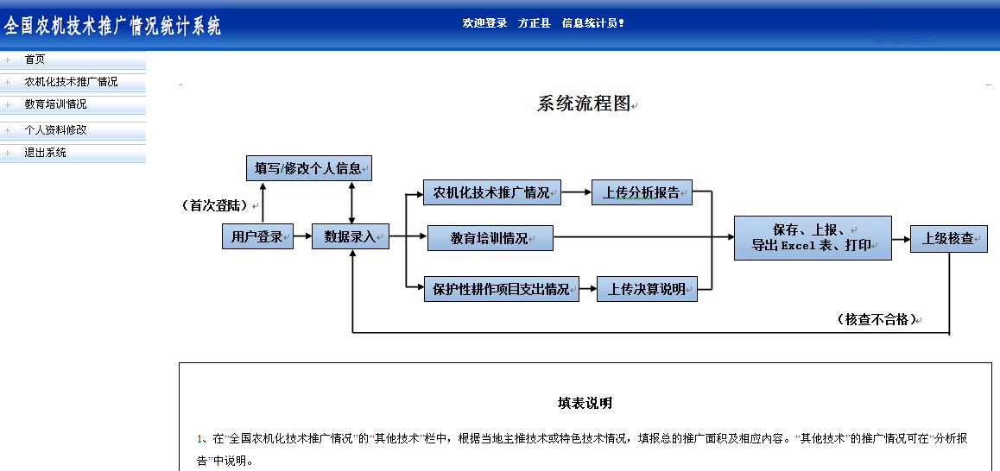 全国农机技术推广情况统计系统
欢迎登录 方正县 信息统计员！
首页
农机化技术推广情况
教育培训情况
个人资料修改
退出系统
系统流程图
填写/修改个人信息
（首次登陆）
用户登录
数据录入
农机化技术推广情况
上传分析报告
教育培训情况
保护性耕作项目支出情况
上传决算说明
保存、上报、
导出 Excel 表、打印
上级核查
（核查不合格）
填表说明
1、在“全国农机化技术推广情况”的“其他技术”栏中，根据当地主推技术或特色技术情况，填报总的推广面积及相应内容。“其他技术”的推广情况可在“分析报
告”中说明。